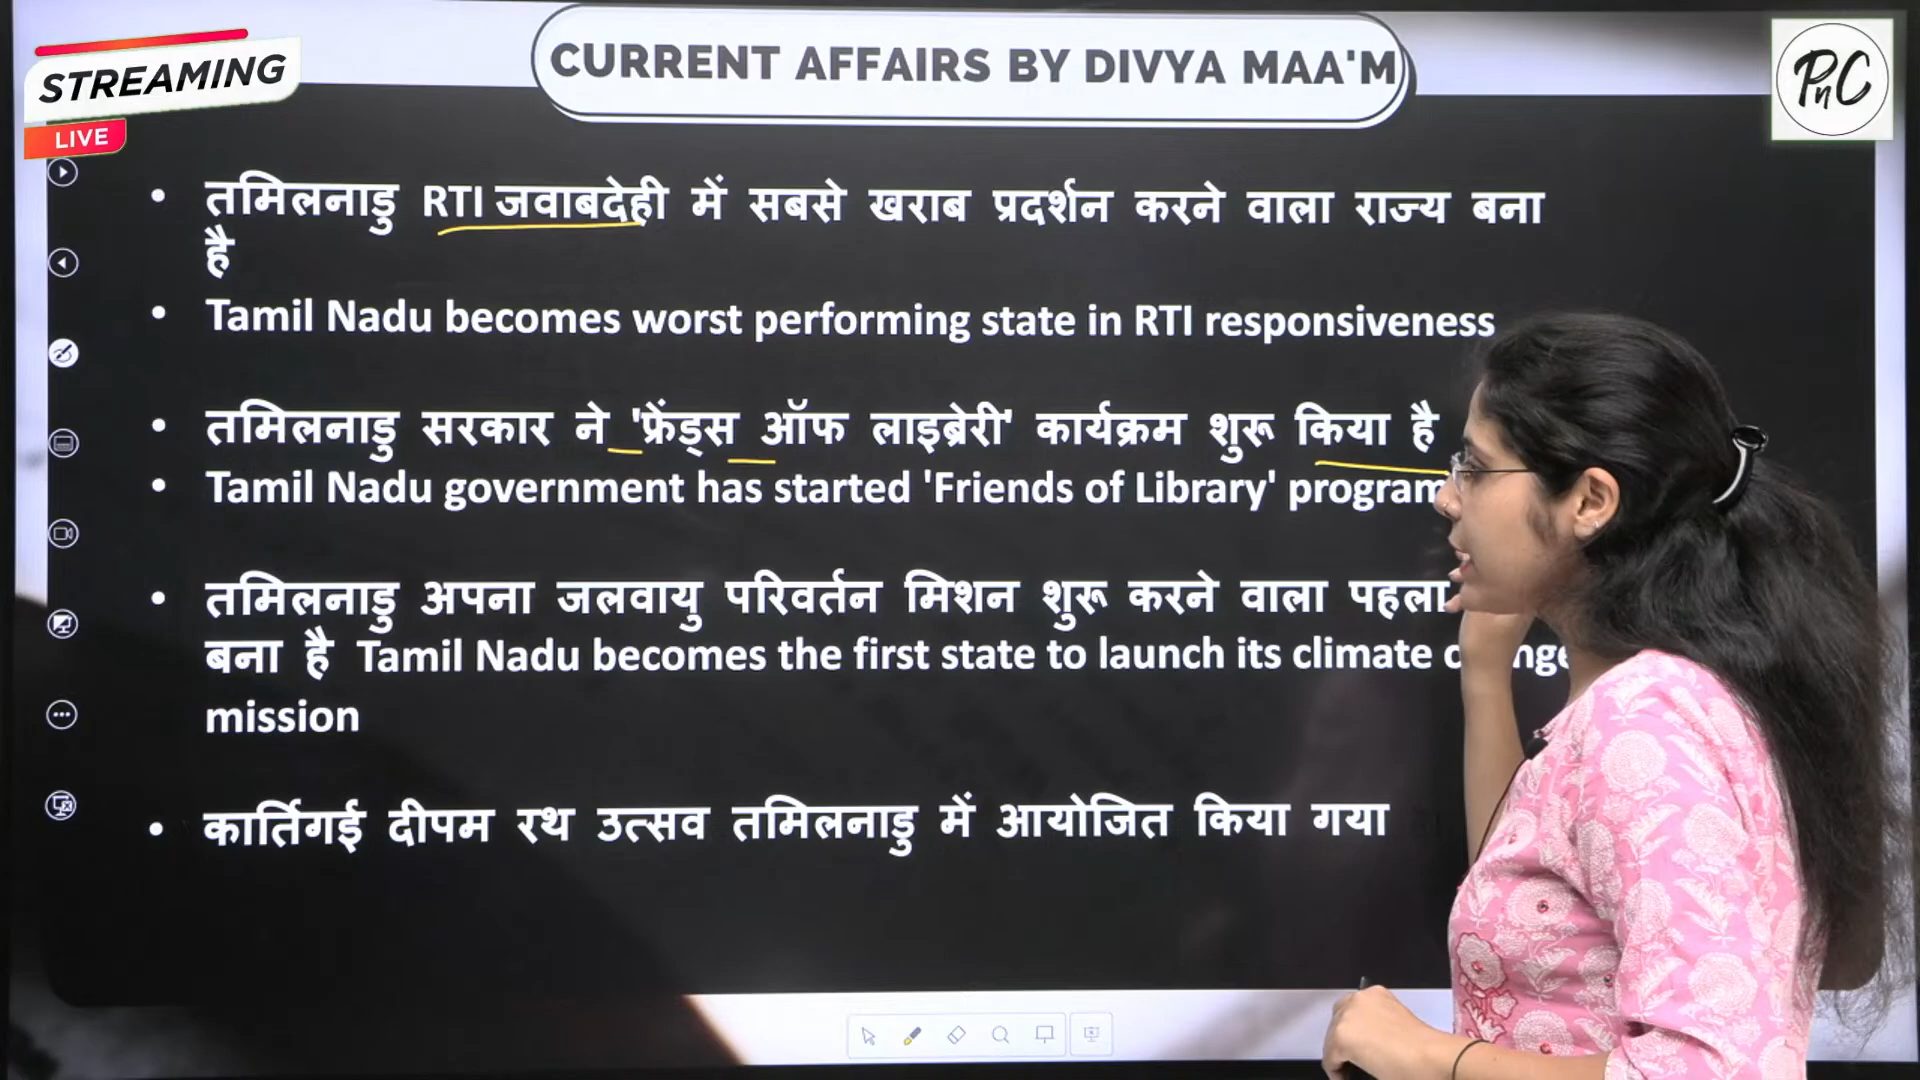 STREAMING
LIVE
CURRENT AFFAIRS BY DIVYA MAA'M
PnC
• तमिलनाडु RTI जवाबदेही में सबसे खराब प्रदर्शन करने वाला राज्य बना
है
• Tamil Nadu becomes worst performing state in RTI responsiveness
• तमिलनाडु सरकार ने 'फ्रेंड्स ऑफ लाइब्रेरी' कार्यक्रम शुरू किया है
• Tamil Nadu government has started 'Friends of Library' program
• तमिलनाडु अपना जलवायु परिवर्तन मिशन शुरू करने वाला पहला
बना है Tamil Nadu becomes the first state to launch its climate change
mission
• कार्तिगई दीपम रथ उत्सव तमिलनाडु में आयोजित किया गया